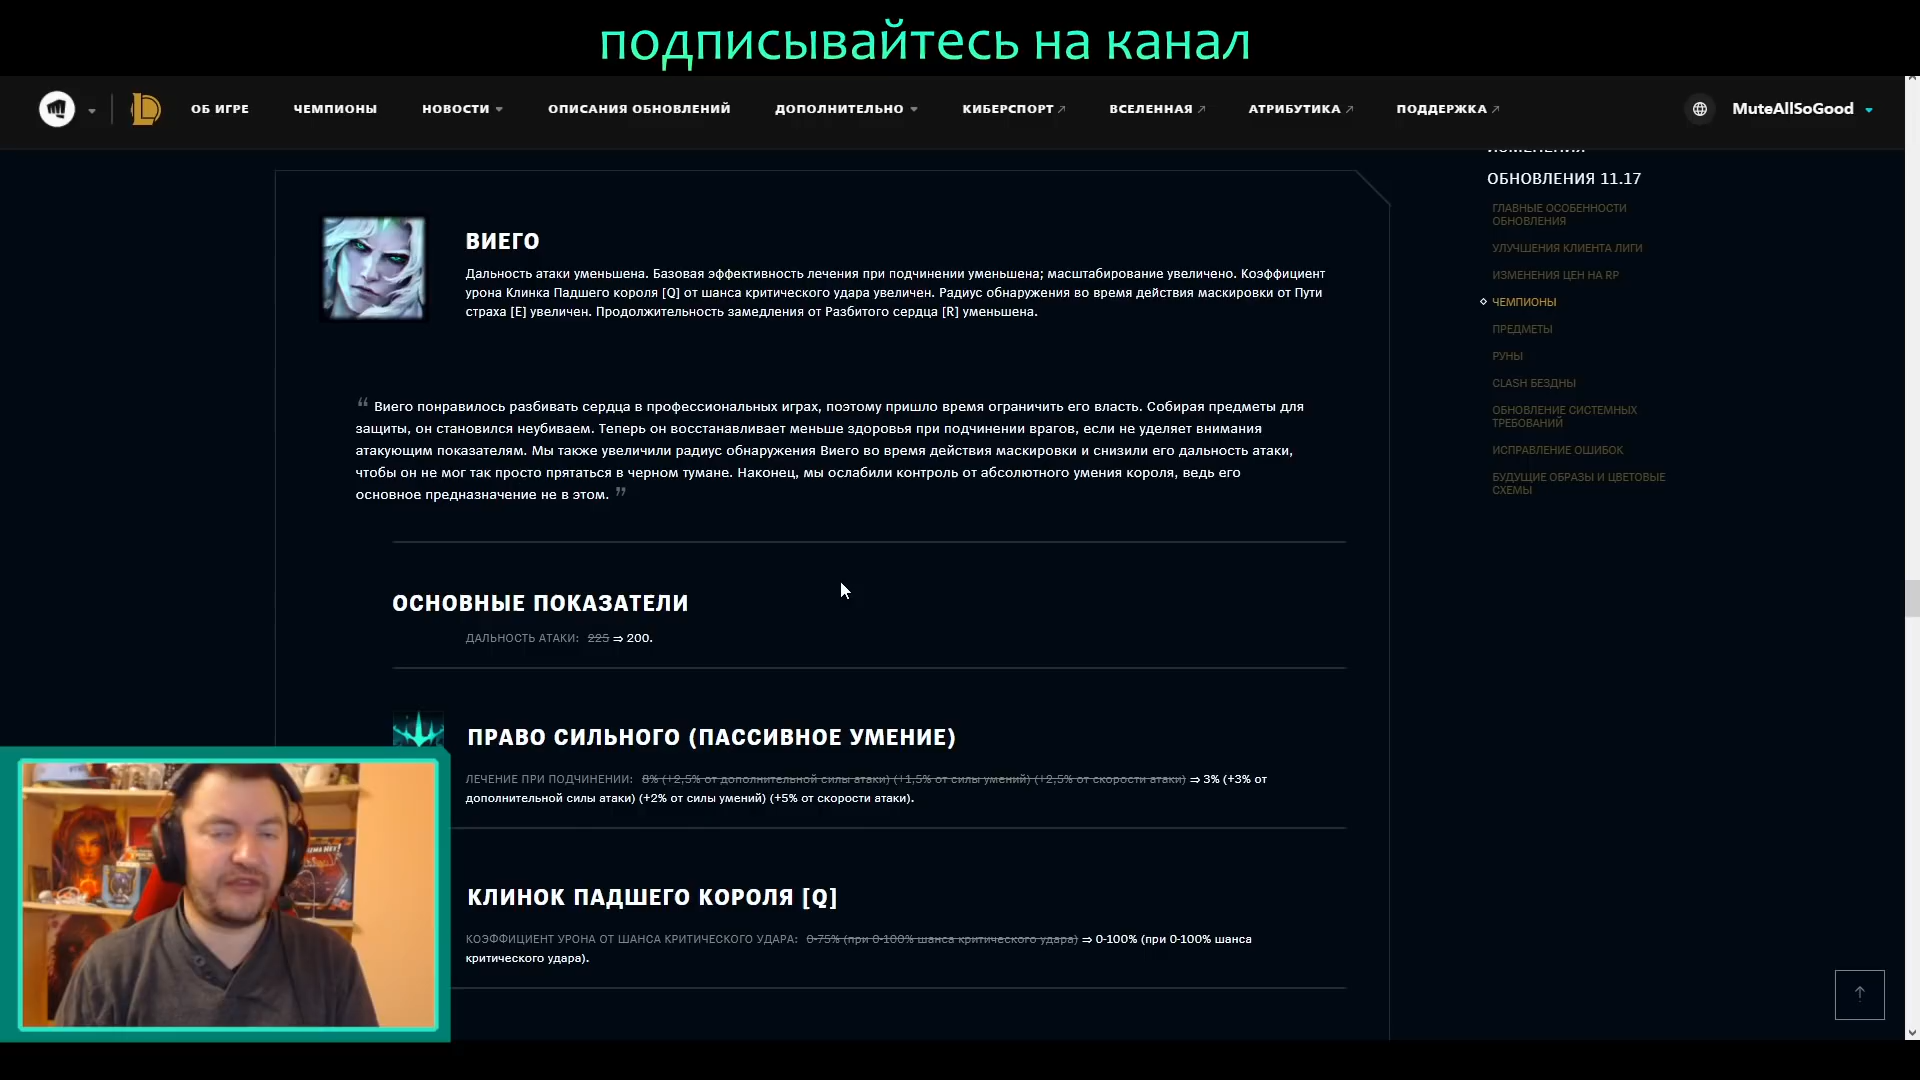 подписывайтесь на канал
ОБ ИГРЕ ЧЕМПИОНЫ НОВОСТИ ОПИСАНИЯ ОБНОВЛЕНИЙ ДОПОЛНИТЕЛЬНО КИБЕРСПОРТ ВСЕЛЕННАЯ АТРИБУТИКА ПОДДЕРЖКА MuteAllSoGood
ИЗМЕНЕНИЯ
ОБНОВЛЕНИЯ 11.17
ГЛАВНЫЕ ОСОБЕННОСТИ
ОБНОВЛЕНИЯ
УЛУЧШЕНИЯ КЛИЕНТА ЛИГИ
ИЗМЕНЕНИЯ ЦЕН НА RP
ЧЕМПИОНЫ
ПРЕДМЕТЫ
РУНЫ
CLASH БЕЗДНЫ
ОБНОВЛЕНИЕ СИСТЕМНЫХ
ТРЕБОВАНИЙ
ИСПРАВЛЕНИЕ ОШИБОК
БУДУЩИЕ ОБРАЗЫ И ЦВЕТОВЫЕ
СХЕМЫ
ВИЕГО
Дальность атаки уменьшена. Базовая эффективность лечения при подчинении уменьшена; масштабирование увеличено. Коэффициент
урона Клинка Падшего короля [Q] от шанса критического удара увеличен. Радиус обнаружения во время действия маскировки от Пути
страха [E] увеличен. Продолжительность замедления от Разбитого сердца [R] уменьшена.
“ Виего понравилось разбивать сердца в профессиональных играх, поэтому пришло время ограничить его власть. Собирая предметы для
защиты, он становился неубиваем. Теперь он восстанавливает меньше здоровья при подчинении врагов, если не уделяет внимания
атакующим показателям. Мы также увеличили радиус обнаружения Виего во время действия маскировки и снизили его дальность атаки,
чтобы он не мог так просто прятаться в черном тумане. Наконец, мы ослабили контроль от абсолютного умения короля, ведь его
основное предназначение не в этом. ”
ОСНОВНЫЕ ПОКАЗАТЕЛИ
ДАЛЬНОСТЬ АТАКИ: 225 ⇒ 200.
ПРАВО СИЛЬНОГО (ПАССИВНОЕ УМЕНИЕ)
ЛЕЧЕНИЕ ПРИ ПОДЧИНЕНИИ: 8% (+2,5% от дополнительной силы атаки) (+1,5% от силы умений) (+2,5% от скорости атаки) ⇒ 3% (+3% от
дополнительной силы атаки) (+2% от силы умений) (+5% от скорости атаки).
КЛИНОК ПАДШЕГО КОРОЛЯ [Q]
КОЭФФИЦИЕНТ УРОНА ОТ ШАНСА КРИТИЧЕСКОГО УДАРА: 0-75% (при 0-100% шанса критического удара) ⇒ 0-100% (при 0-100% шанса
критического удара).